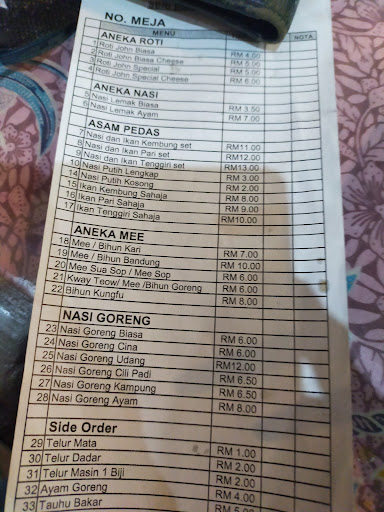 NO. MEJA
MENU NOTA
ANEKA ROTI
1 Roti John Biasa RM 4.00
2 Roti John Biasa Cheese RM 5.00
3 Roti John Special RM 5.00
4 Roti John Special Cheese RM 6.00
ANEKA NASI
5 Nasi Lemak Biasa RM 3.50
6 Nasi Lemak Ayam RM 7.00
ASAM PEDAS
7 Nasi dan Ikan Kembung set RM11.00
8 Nasi dan Ikan Pari set RM12.00
9 Nasi dan Ikan Tenggiri set RM13.00
10 Nasi Putih Lengkap RM 3.00
14 Nasi Putih Kosong RM 2.00
15 Ikan Kembung Sahaja RM 8.00
16 Ikan Pari Sahaja RM 9.00
17 Ikan Tenggiri Sahaja RM10.00
ANEKA MEE
18 Mee / Bihun Kari RM 7.00
19 Mee / Bihun Bandung RM 10.00
20 Mee Sua Sop / Mee Sop RM 6.00
21 Kway Teow/ Mee /Bihun Goreng RM 6.00
22 Bihun Kungfu RM 8.00
NASI GORENG
23 Nasi Goreng Biasa RM 6.00
24 Nasi Goreng Cina RM 6.00
25 Nasi Goreng Udang RM12.00
26 Nasi Goreng Cili Padi RM 6.50
27 Nasi Goreng Kampung RM 6.50
28 Nasi Goreng Ayam RM 8.00
Side Order
29 Telur Mata RM 1.00
30 Telur Dadar RM 2.00
31 Telur Masin 1 Biji RM 2.00
32 Ayam Goreng RM 4.00
33 Tauhu Bakar RM 5.00